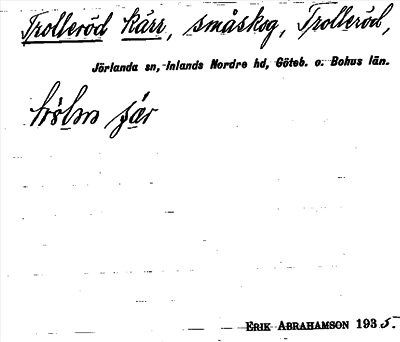 Trolleröd kärr, småskog, Trolleröd,
Jörlanda sn, Inlands Nordre hd, Göteb. o. Bohus län.
ERIK ABRAHAMSON 1935.